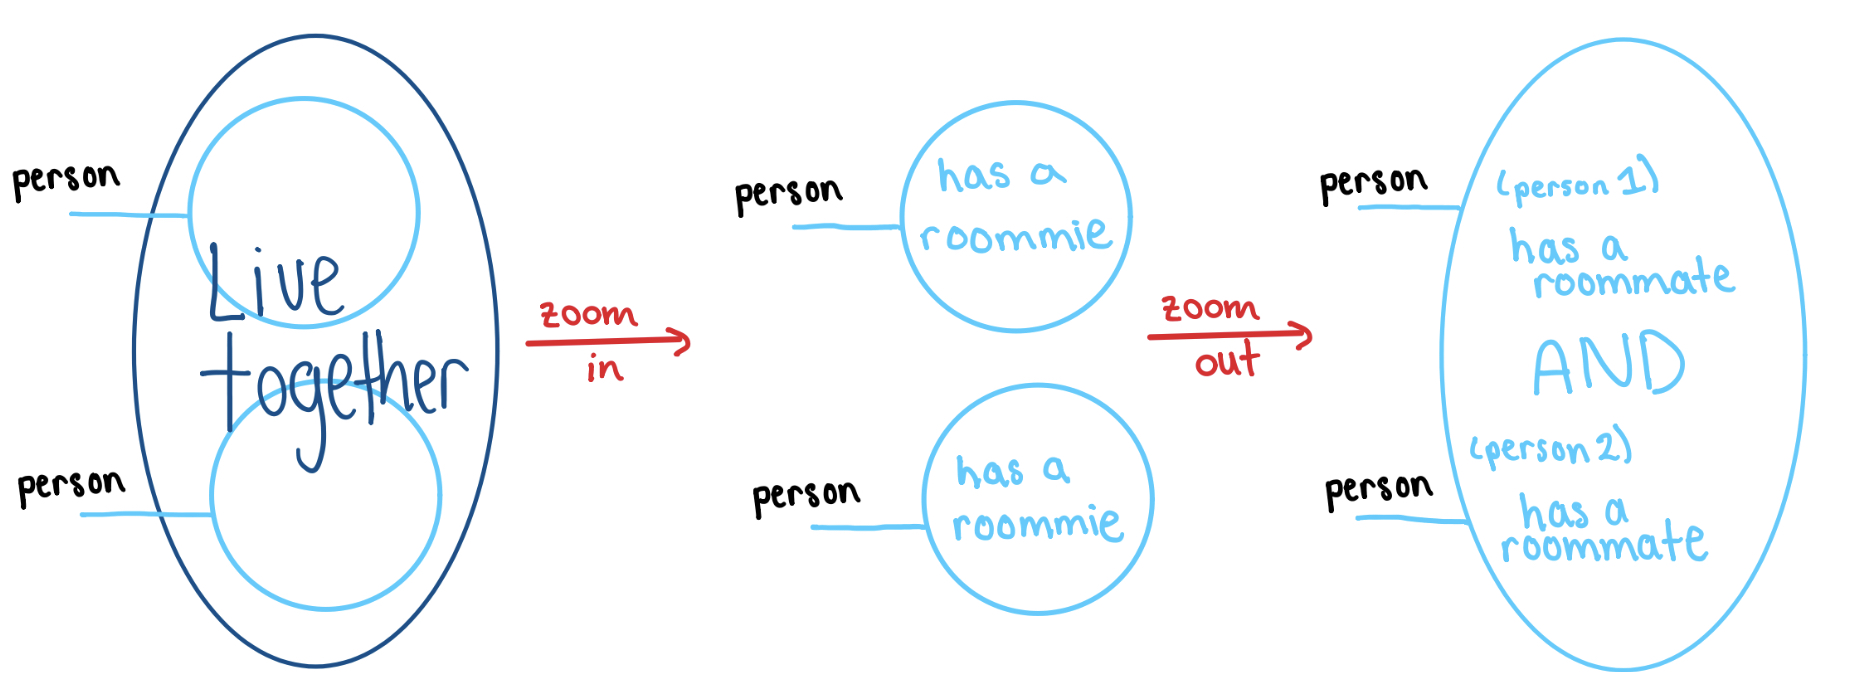 person
Live
together
person
zoom
in
person
has a
roommie
person
has a
roommie
zoom
out
person
(person 1)
has a
roommate
AND
(person 2)
person
has a
roommate